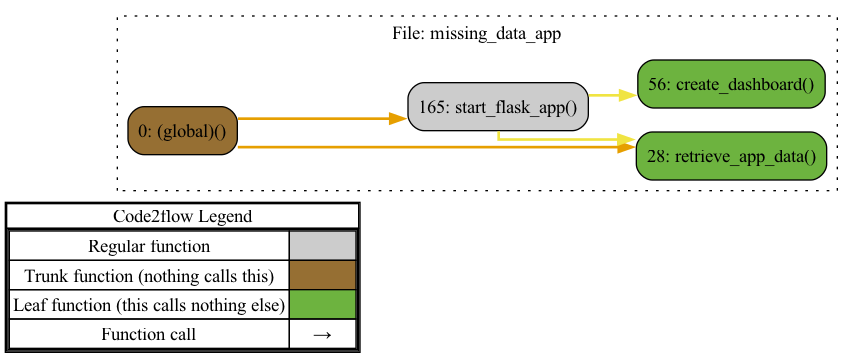 File: missing_data_app
56: create_dashboard()
165: start_flask_app()
0: (global)()
28: retrieve_app_data()
Code2flow Legend
Regular function
Trunk function (nothing calls this)
Leaf function (this calls nothing else)
Function call →